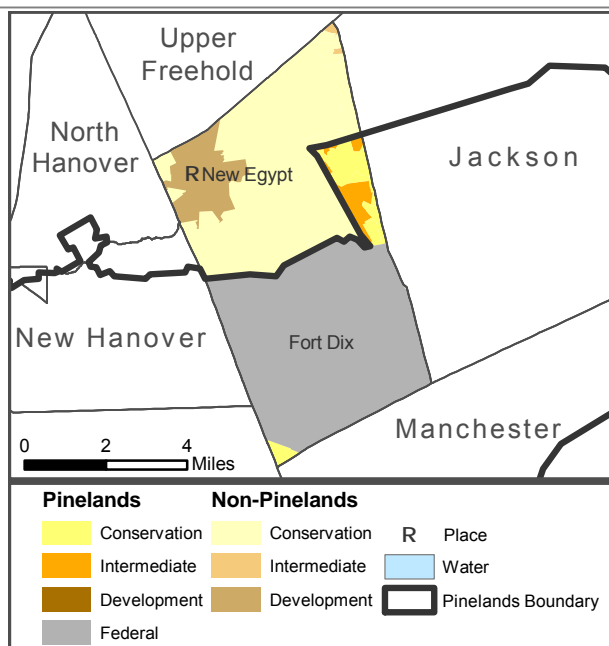 Upper
Freehold
North
Hanover
R New Egypt
Jackson
New Hanover
Fort Dix
Manchester
0 2 4
Miles
Pinelands Non-Pinelands
Conservation Conservation R Place
Intermediate Intermediate Water
Development Development Pinelands Boundary
Federal